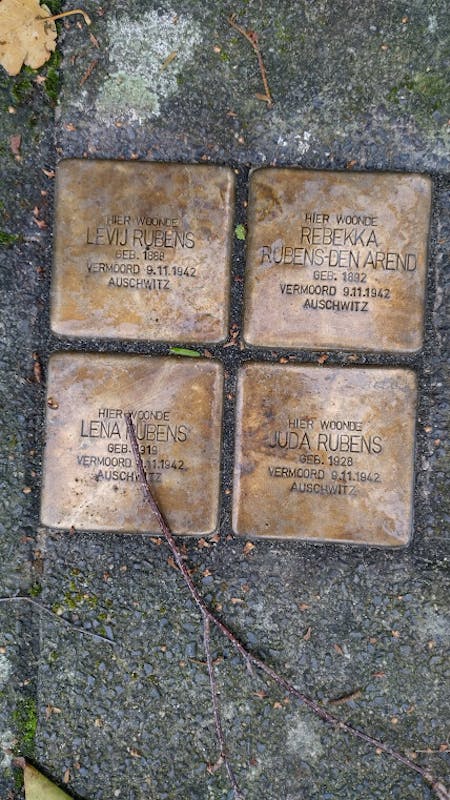 HIER WOONDE
LEVIJ RUBENS
GEB. 1888
VERMOORD 9.11.1942
AUSCHWITZ
HIER WOONDE
REBEKKA
RUBENS-DEN AREND
GEB. 1892
VERMOORD 9.11.1942
AUSCHWITZ
HIER WOONDE
LENA RUBENS
GEB. 1919
VERMOORD 9.11.1942
AUSCHWITZ
HIER WOONDE
JUDA RUBENS
GEB. 1928
VERMOORD 9.11.1942
AUSCHWITZ